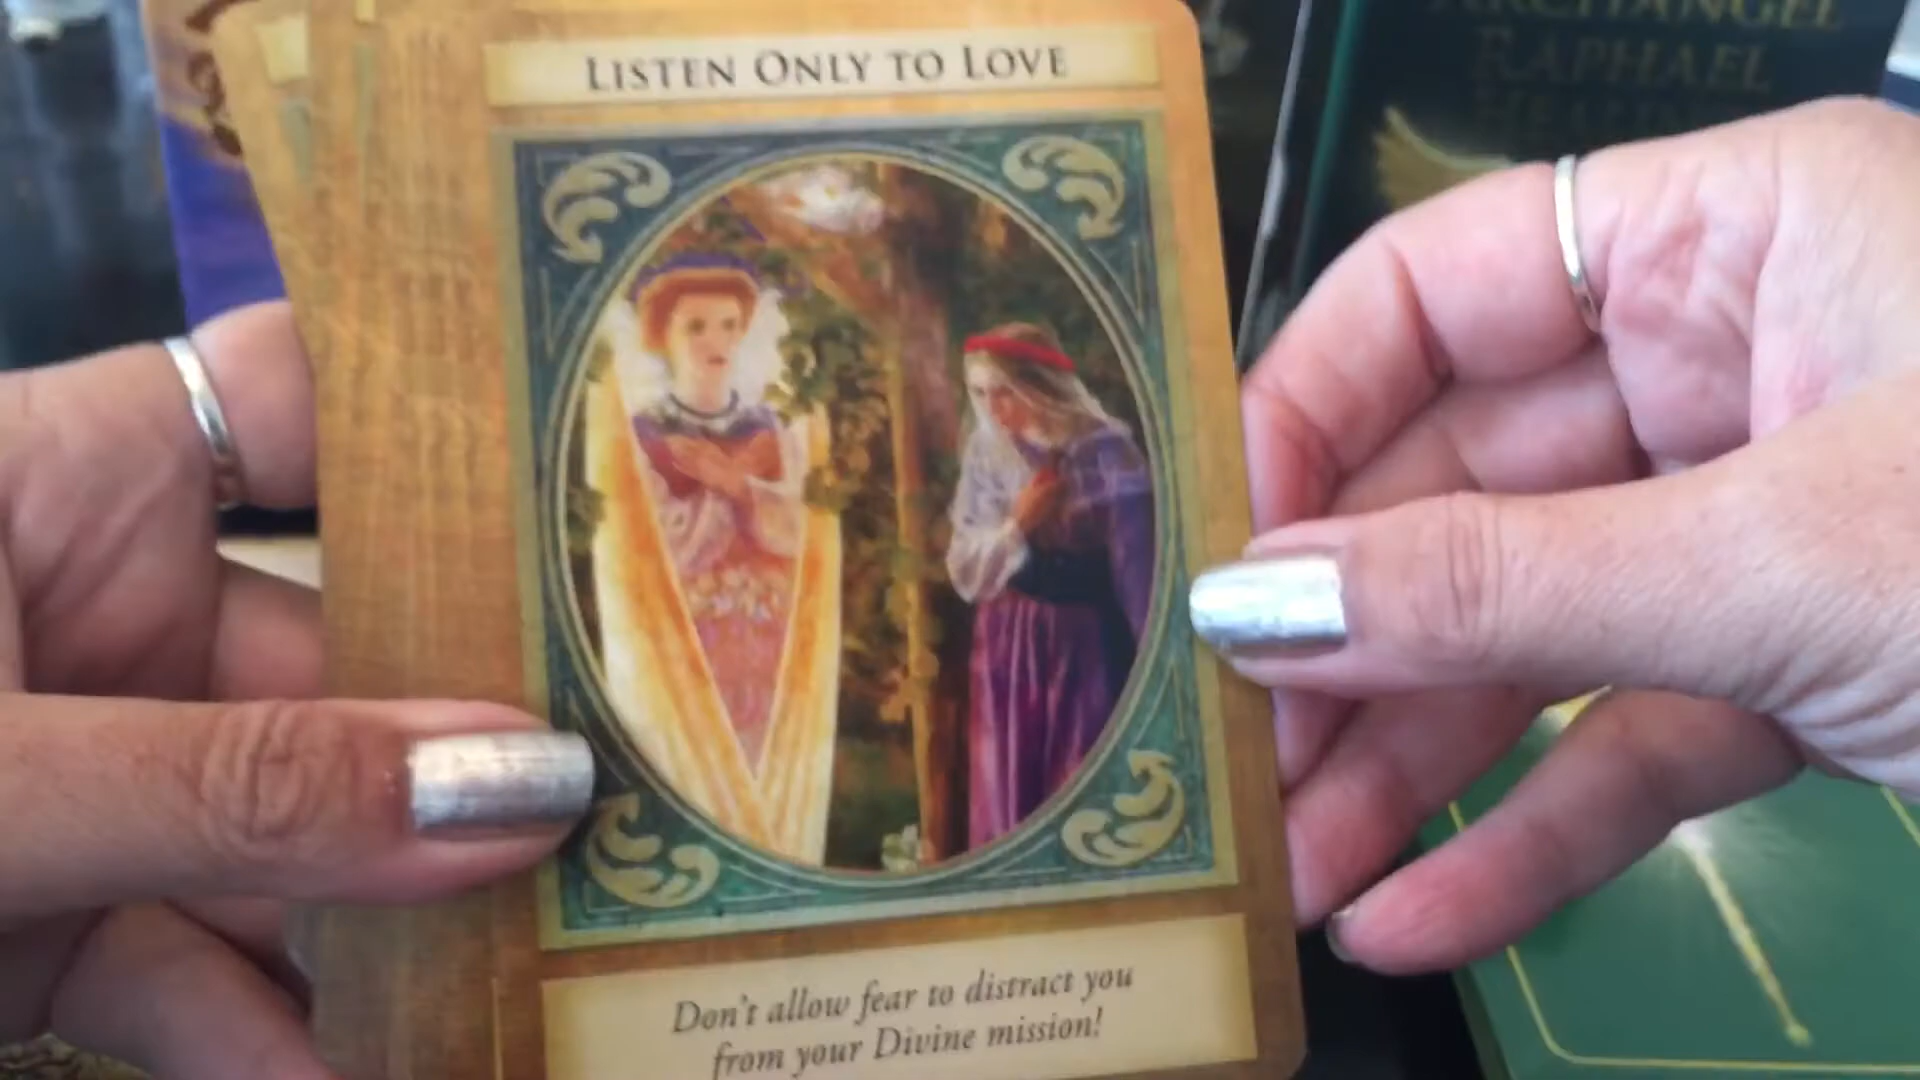 LISTEN ONLY TO LOVE
ARCHANGEL
RAPHAEL
Don't allow fear to distract you
from your Divine mission!